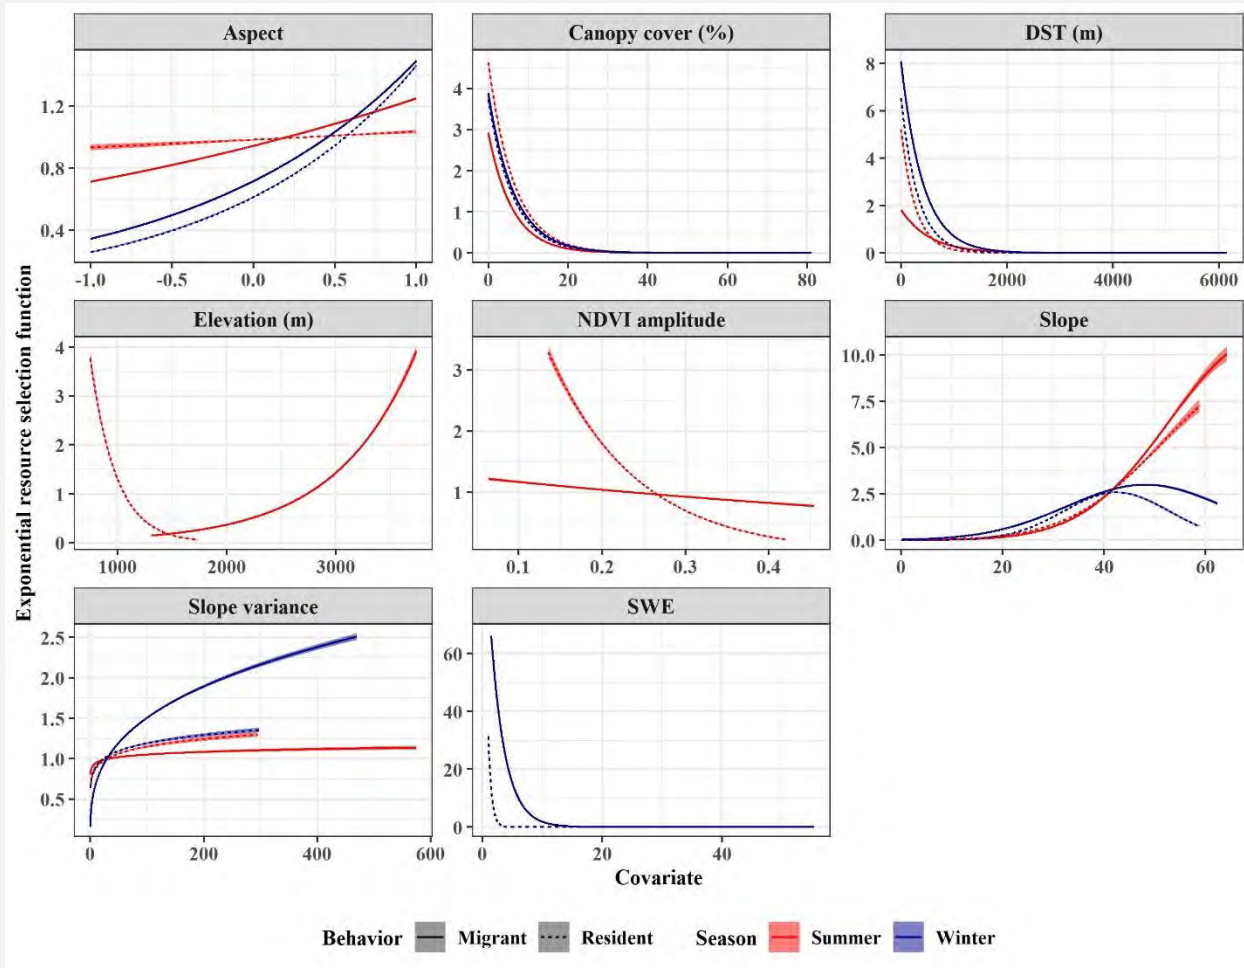 Exponential resource selection function
Aspect
1.2
0.8
0.4
-1.0 -0.5 0.0 0.5 1.0
Canopy cover (%)
4
3
2
1
0
0 20 40 60 80
DST (m)
8
6
4
2
0
0 2000 4000 6000
Elevation (m)
4
3
2
1
0
1000 2000 3000
NDVI amplitude
3
2
1
0.1 0.2 0.3 0.4
Slope
10.0
7.5
5.0
2.5
0.0
0 20 40 60
Slope variance
2.5
2.0
1.5
1.0
0.5
0 200 400 600
SWE
60
40
20
0
0 20 40
Covariate
Behavior Migrant Resident Season Summer Winter